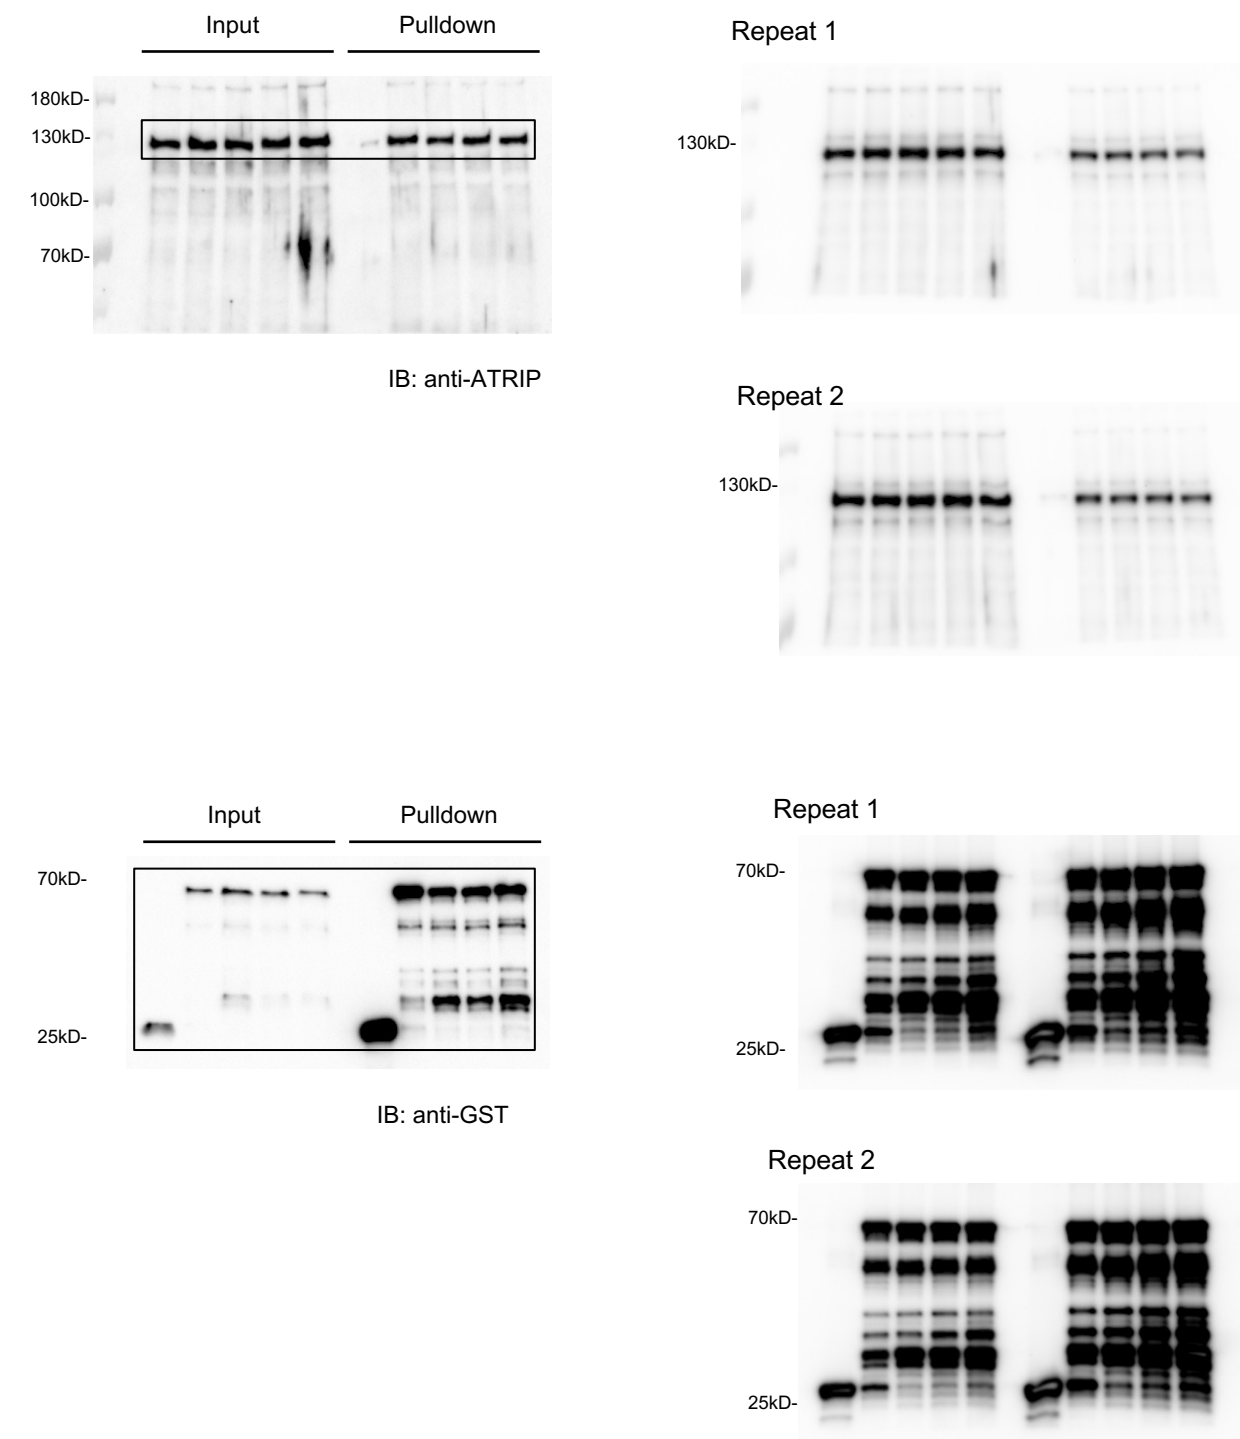 Input Pulldown
180kD-
130kD-
100kD-
70kD-
IB: anti-ATRIP
Repeat 1
130kD-
Repeat 2
130kD-
Input Pulldown
70kD-
25kD-
IB: anti-GST
Repeat 1
70kD-
25kD-
Repeat 2
70kD-
25kD-